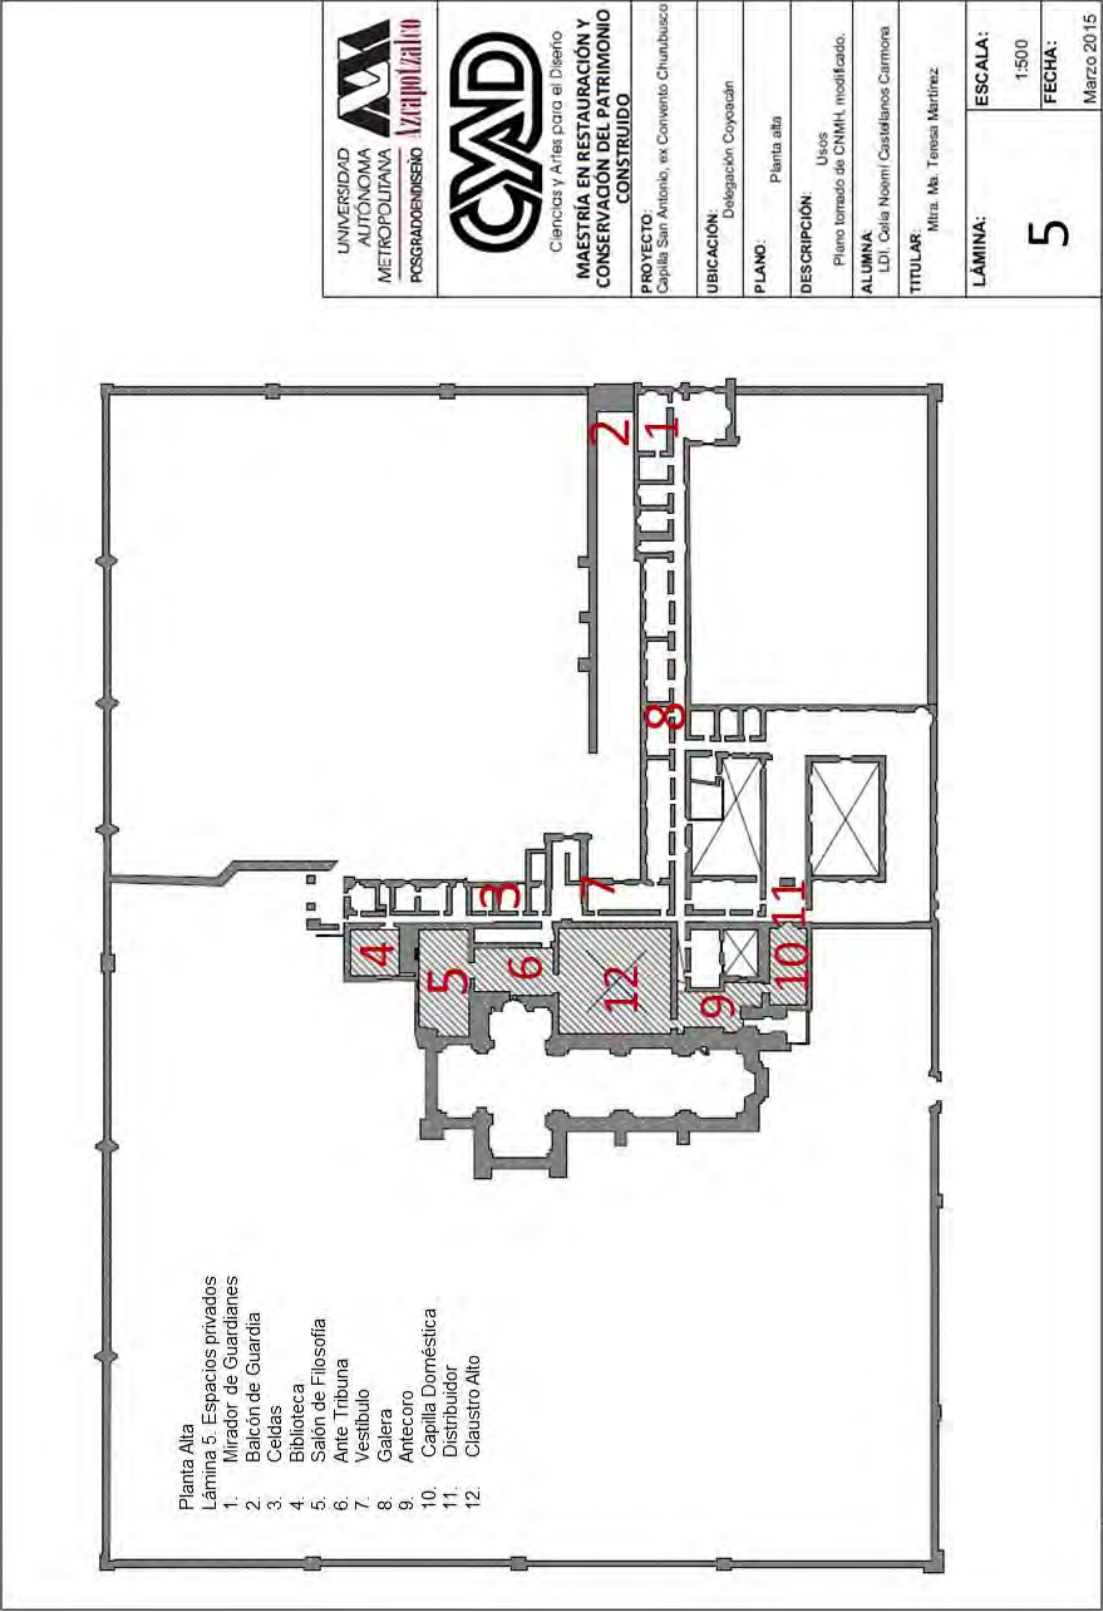 Planta Alta
Lámina 5. Espacios privados
1. Mirador de Guardianes
2. Balcón de Guardia
3. Celdas
4. Biblioteca
5. Salón de Filosofía
6. Ante Tribuna
7. Vestíbulo
8. Galera
9. Antecoro
10. Capilla Doméstica
11. Distribuidor
12. Claustro Alto
4
5
6
12
9
10
11
3
7
8
2
1
UNIVERSIDAD
AUTÓNOMA
METROPOLITANA
POSGRADOENDISEÑO Azcapotzalco
CYAD
Ciencias y Artes para el Diseño
MAESTRÍA EN RESTAURACIÓN Y
CONSERVACIÓN DEL PATRIMONIO
CONSTRUIDO
PROYECTO:
Capilla San Antonio, ex Convento Churubusco
UBICACIÓN:
Delegación Coyoacán
PLANO:
Planta alta
DESCRIPCIÓN:
Usos
Plano tomado de CNMH, modificado.
ALUMNA:
LDI. Celia Noemí Castellanos Carmona
TITULAR:
Mtra. Ma. Teresa Martínez
LÁMINA:
5
ESCALA:
1:500
FECHA:
Marzo 2015